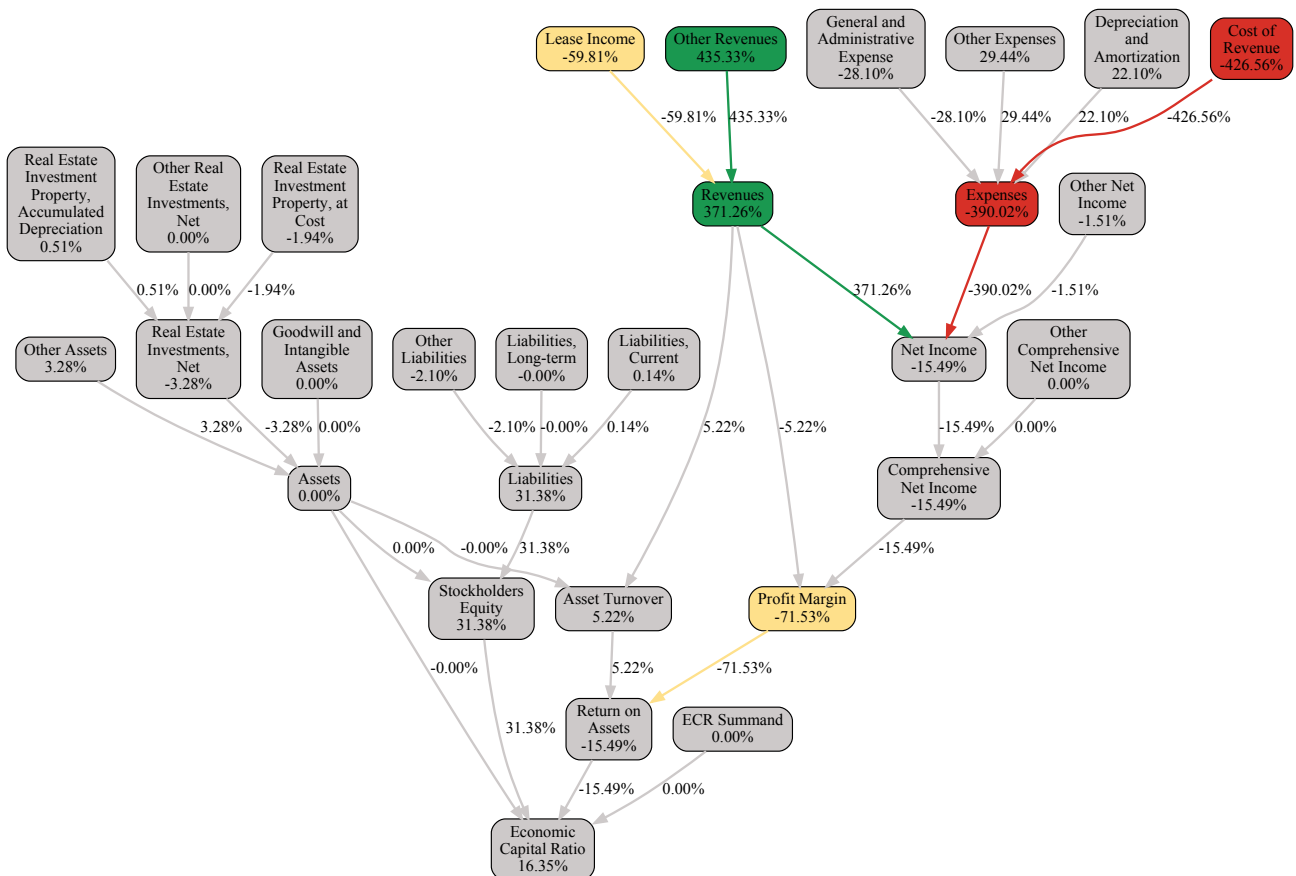 Lease Income
-59.81%
Other Revenues
435.33%
General and
Administrative
Expense
-28.10%
Other Expenses
29.44%
Depreciation
and
Amortization
22.10%
Cost of
Revenue
-426.56%
-59.81%
435.33%
-28.10%
29.44%
22.10%
-426.56%
Real Estate
Investment
Property,
Accumulated
Depreciation
0.51%
Other Real
Estate
Investments,
Net
0.00%
Real Estate
Investment
Property, at
Cost
-1.94%
Revenues
371.26%
Expenses
-390.02%
Other Net
Income
-1.51%
0.51%
0.00%
-1.94%
371.26%
-390.02%
-1.51%
Other Assets
3.28%
Real Estate
Investments,
Net
-3.28%
Goodwill and
Intangible
Assets
0.00%
Other
Liabilities
-2.10%
Liabilities,
Long-term
-0.00%
Liabilities,
Current
0.14%
Net Income
-15.49%
Other
Comprehensive
Net Income
0.00%
3.28%
-3.28%
0.00%
-2.10%
-0.00%
0.14%
5.22%
-5.22%
-15.49%
0.00%
Assets
0.00%
Liabilities
31.38%
Comprehensive
Net Income
-15.49%
0.00%
-0.00%
31.38%
-15.49%
Stockholders
Equity
31.38%
Asset Turnover
5.22%
Profit Margin
-71.53%
-0.00%
5.22%
-71.53%
Return on
Assets
-15.49%
ECR Summand
0.00%
31.38%
-15.49%
0.00%
Economic
Capital Ratio
16.35%